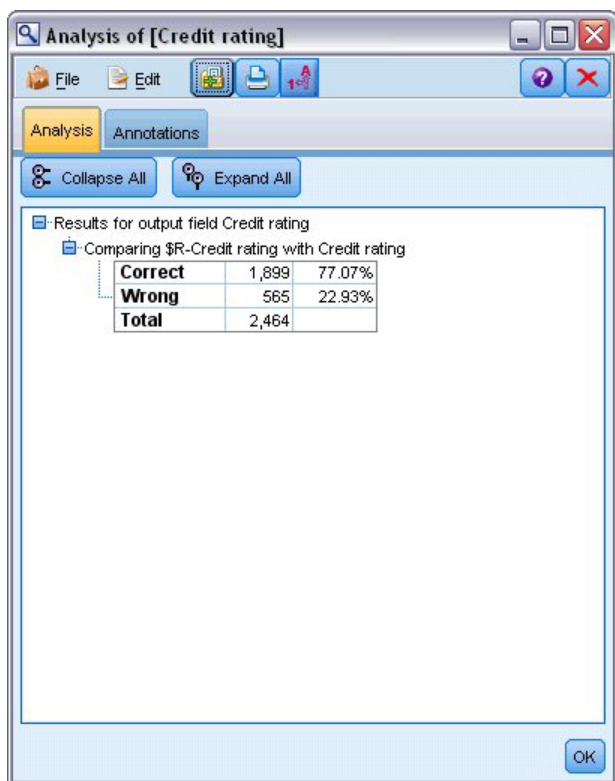 Analysis of [Credit rating]
File Edit
Analysis Annotations
Collapse All Expand All
Results for output field Credit rating
Comparing $R-Credit rating with Credit rating
Correct 1,899 77.07%
Wrong 565 22.93%
Total 2,464
OK